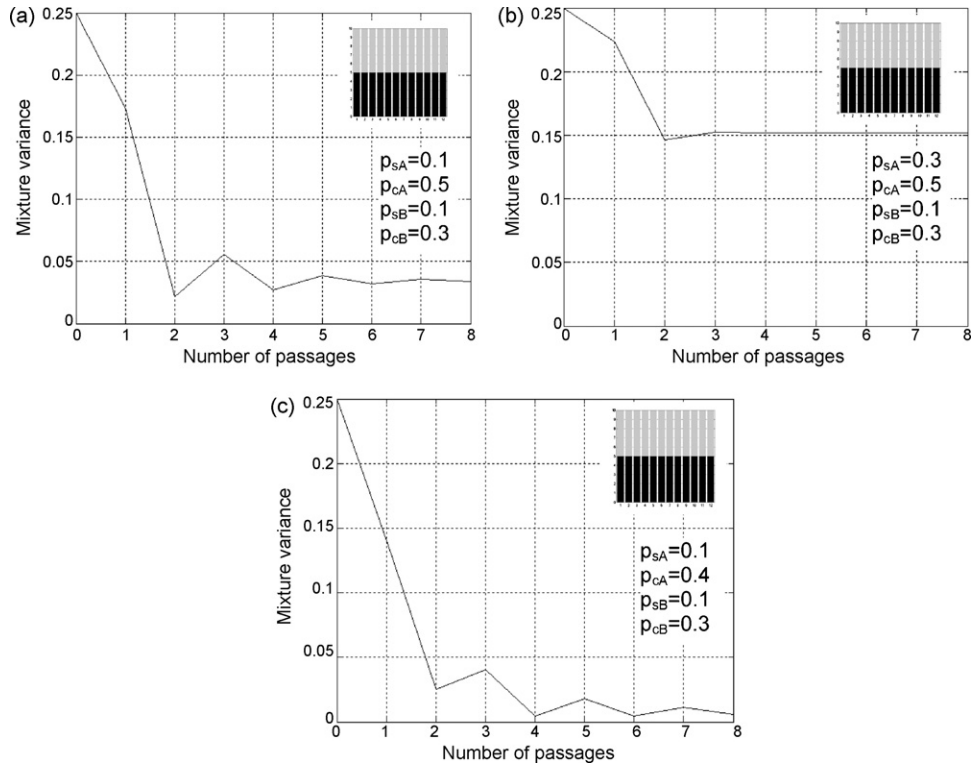 (a)
0.25
0.2
0.15
0.1
0.05
0
Mixture variance
0 1 2 3 4 5 6 7 8
Number of passages
p_sA=0.1
p_cA=0.5
p_sB=0.1
p_cB=0.3
(b)
0.25
0.2
0.15
0.1
0.05
0
Mixture variance
0 1 2 3 4 5 6 7 8
Number of passages
p_sA=0.3
p_cA=0.5
p_sB=0.1
p_cB=0.3
(c)
0.25
0.2
0.15
0.1
0.05
0
Mixture variance
0 1 2 3 4 5 6 7 8
Number of passages
p_sA=0.1
p_cA=0.4
p_sB=0.1
p_cB=0.3